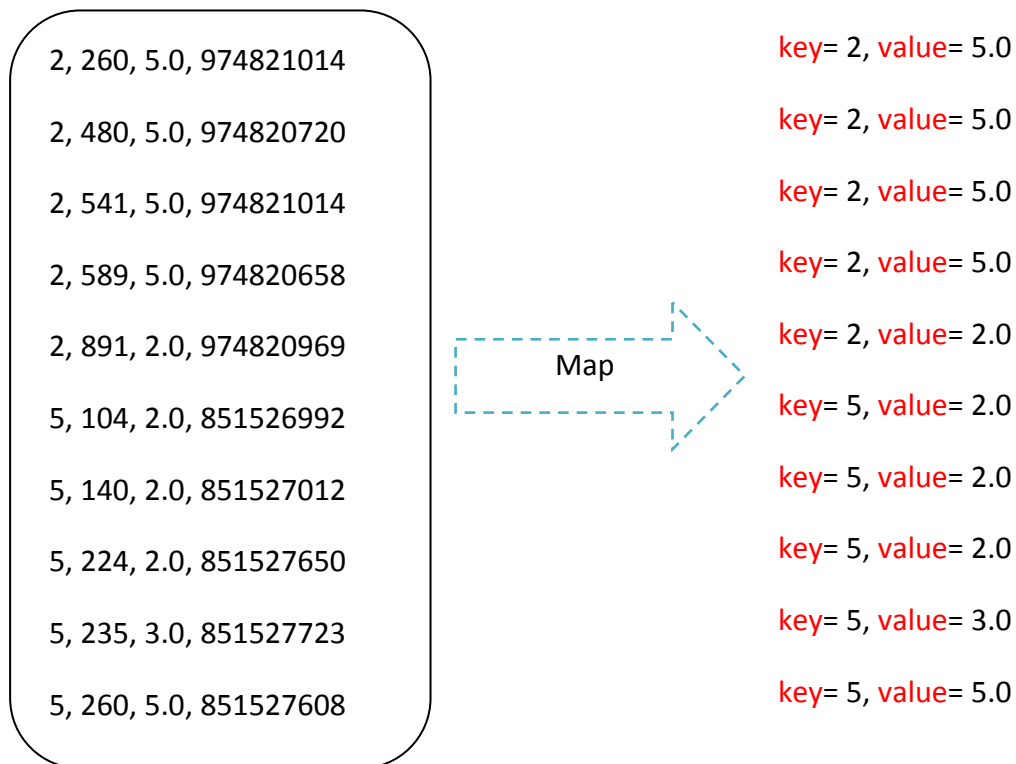 2, 260, 5.0, 974821014
2, 480, 5.0, 974820720
2, 541, 5.0, 974821014
2, 589, 5.0, 974820658
2, 891, 2.0, 974820969
5, 104, 2.0, 851526992
5, 140, 2.0, 851527012
5, 224, 2.0, 851527650
5, 235, 3.0, 851527723
5, 260, 5.0, 851527608
Map
key= 2, value= 5.0
key= 2, value= 5.0
key= 2, value= 5.0
key= 2, value= 5.0
key= 2, value= 2.0
key= 5, value= 2.0
key= 5, value= 2.0
key= 5, value= 2.0
key= 5, value= 3.0
key= 5, value= 5.0